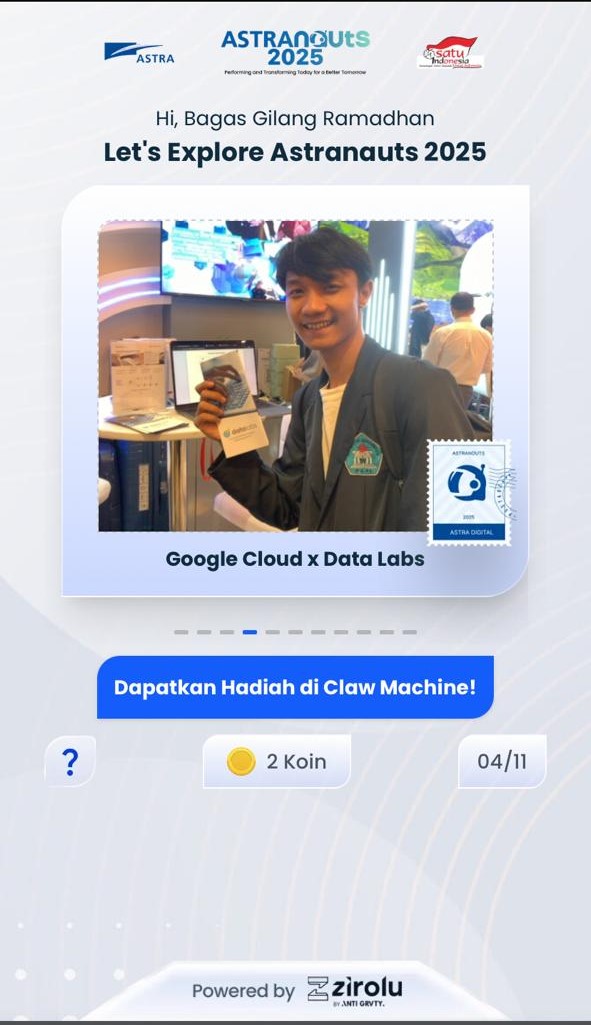 ASTRA
ASTRANAUTS
2025
Performing and Transforming Today for a Better Tomorrow
satu
Indonesia
Hi, Bagas Gilang Ramadhan
Let's Explore Astranauts 2025
ASTRANAUTS
2025
ASTRA DIGITAL
Google Cloud x Data Labs
Dapatkan Hadiah di Claw Machine!
?
2 Koin
04/11
Powered by
zirolu
BY ANTI GRVTY.